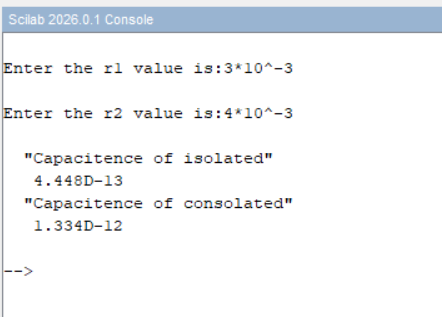 Scilab 2026.0.1 Console
Enter the r1 value is:3*10^-3
Enter the r2 value is:4*10^-3
"Capacitence of isolated"
4.448D-13
"Capacitence of consolated"
1.334D-12
-->